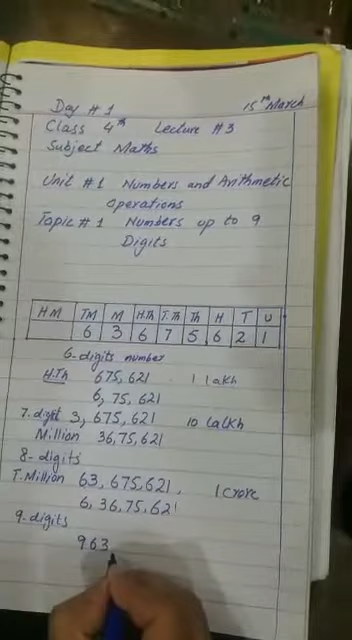 Day # 1 15th March
Class 4th Lecture # 3
Subject Maths
Unit # 1 Numbers and Arithmetic
Operations
Topic # 1 Numbers up to 9
Digits
HM TM M H.Th T.Th Th H T U
6 3 6 7 5 6 2 1
6-digits number
H.Th 675,621 1 lakh
6, 75, 621
7. digit 3, 675, 621 10 lalkh
Million 36,75,621
8-digits
T.Million 63, 675,621, 1 crore
6, 36, 75, 621
9-digits
963